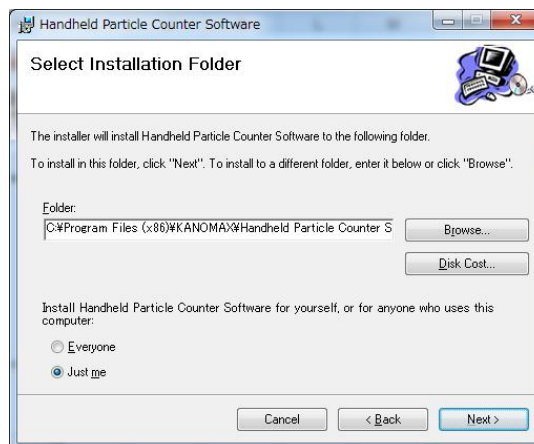 Handheld Particle Counter Software
Select Installation Folder
The installer will install Handheld Particle Counter Software to the following folder.
To install in this folder, click "Next". To install to a different folder, enter it below or click "Browse".
Folder:
C:¥Program Files (x86)¥KANOMAX¥Handheld Particle Counter S
Browse...
Disk Cost...
Install Handheld Particle Counter Software for yourself, or for anyone who uses this
computer:
Everyone
Just me
Cancel
< Back
Next >